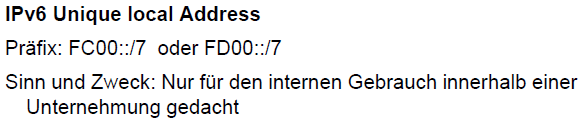 IPv6 Unique local Address
Präfix: FC00::/7  oder FD00::/7
Sinn und Zweck: Nur für den internen Gebrauch innerhalb einer
Unternehmung gedacht